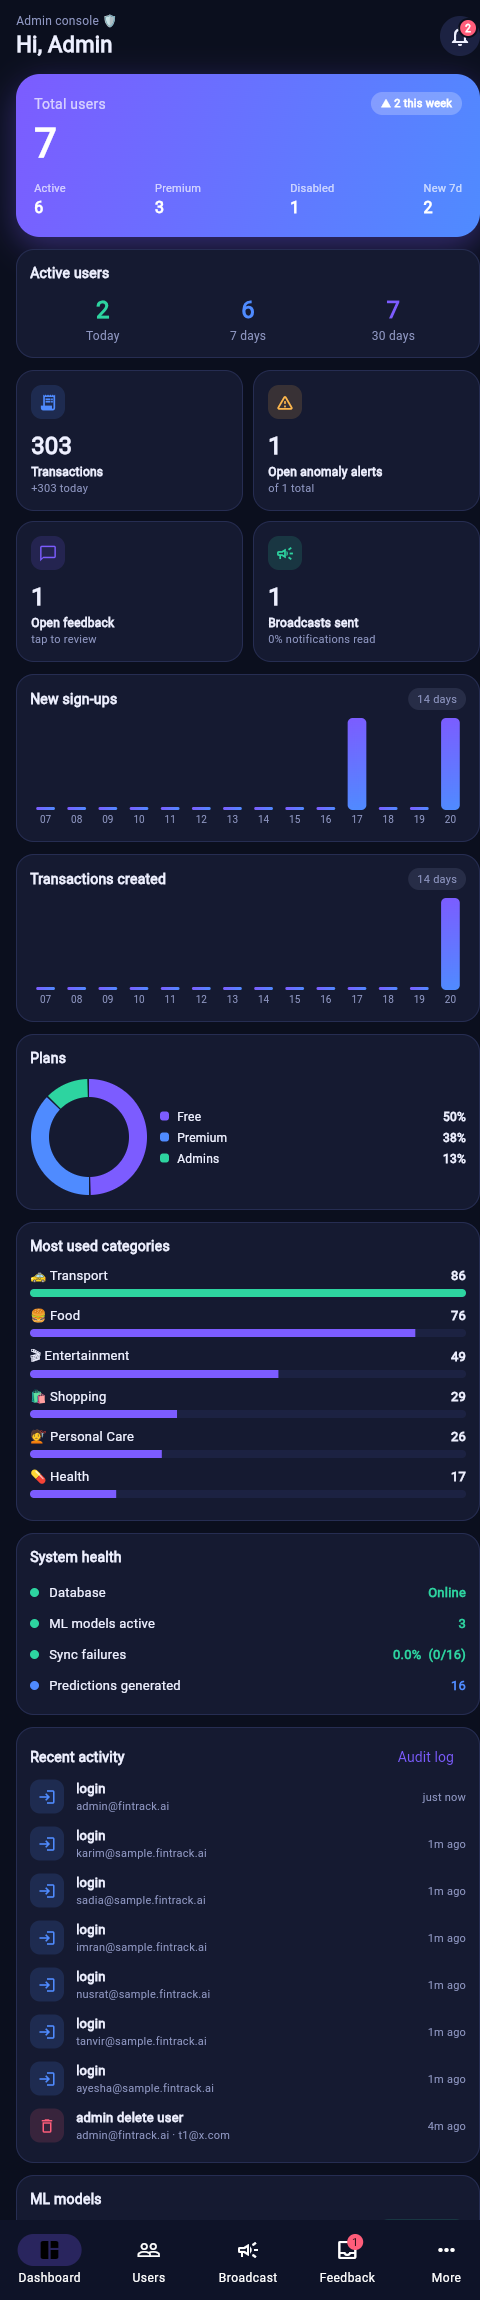 Admin console 🛡️
Hi, Admin
2
Total users
▲ 2 this week
7
Active Premium Disabled New 7d
6 3 1 2
Active users
2 6 7
Today 7 days 30 days
303
Transactions
+303 today
1
Open anomaly alerts
of 1 total
1
Open feedback
tap to review
1
Broadcasts sent
0% notifications read
New sign-ups 14 days
07 08 09 10 11 12 13 14 15 16 17 18 19 20
Transactions created 14 days
07 08 09 10 11 12 13 14 15 16 17 18 19 20
Plans
Free 50%
Premium 38%
Admins 13%
Most used categories
🚕 Transport 86
🍔 Food 76
🎬 Entertainment 49
🛍️ Shopping 29
💇 Personal Care 26
💊 Health 17
System health
Database Online
ML models active 3
Sync failures 0.0% (0/16)
Predictions generated 16
Recent activity Audit log
login
admin@fintrack.ai just now
login
karim@sample.fintrack.ai 1m ago
login
sadia@sample.fintrack.ai 1m ago
login
imran@sample.fintrack.ai 1m ago
login
nusrat@sample.fintrack.ai 1m ago
login
tanvir@sample.fintrack.ai 1m ago
login
ayesha@sample.fintrack.ai 1m ago
admin delete user
admin@fintrack.ai · t1@x.com 4m ago
ML models
1
Dashboard Users Broadcast Feedback More